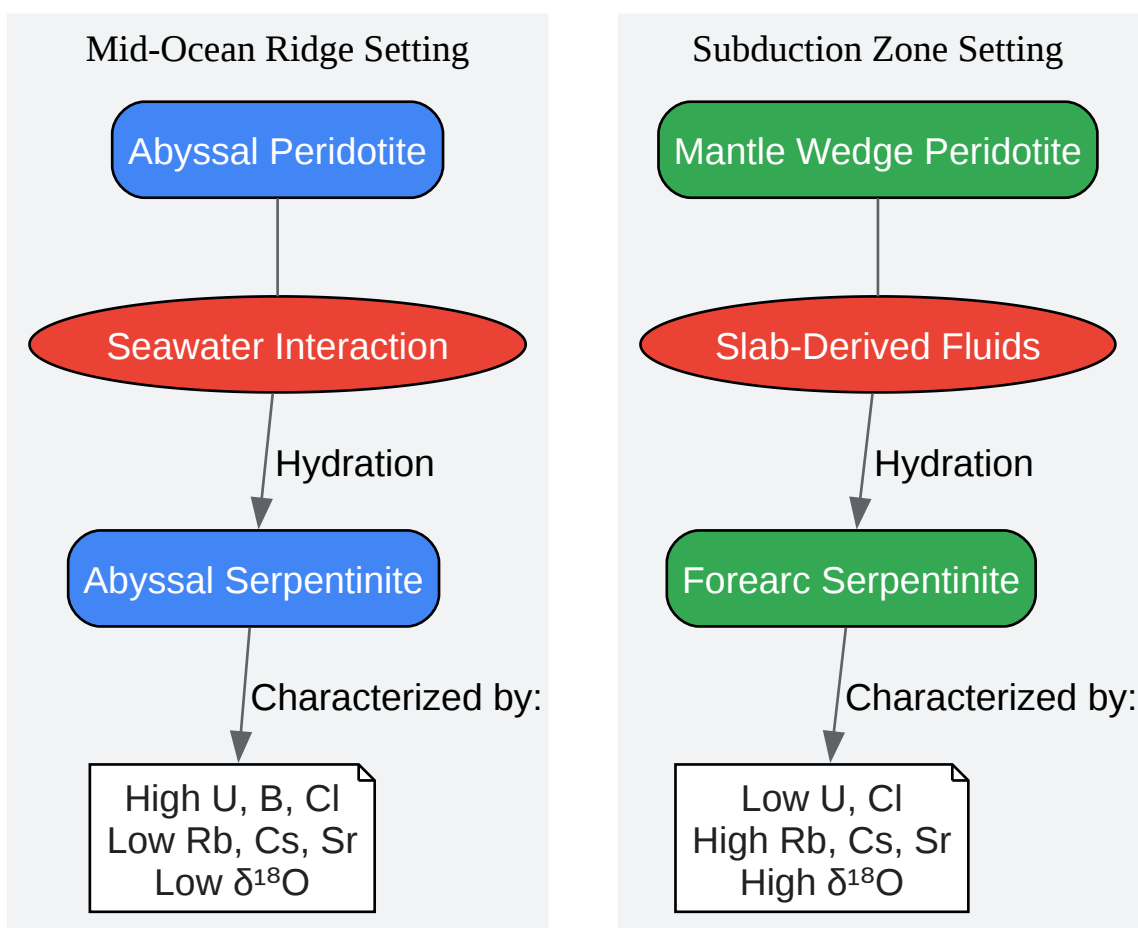 Mid-Ocean Ridge Setting
Abyssal Peridotite
Seawater Interaction
Hydration
Abyssal Serpentinite
Characterized by:
High U, B, Cl
Low Rb, Cs, Sr
Low δ¹⁸O
Subduction Zone Setting
Mantle Wedge Peridotite
Slab-Derived Fluids
Hydration
Forearc Serpentinite
Characterized by:
Low U, Cl
High Rb, Cs, Sr
High δ¹⁸O